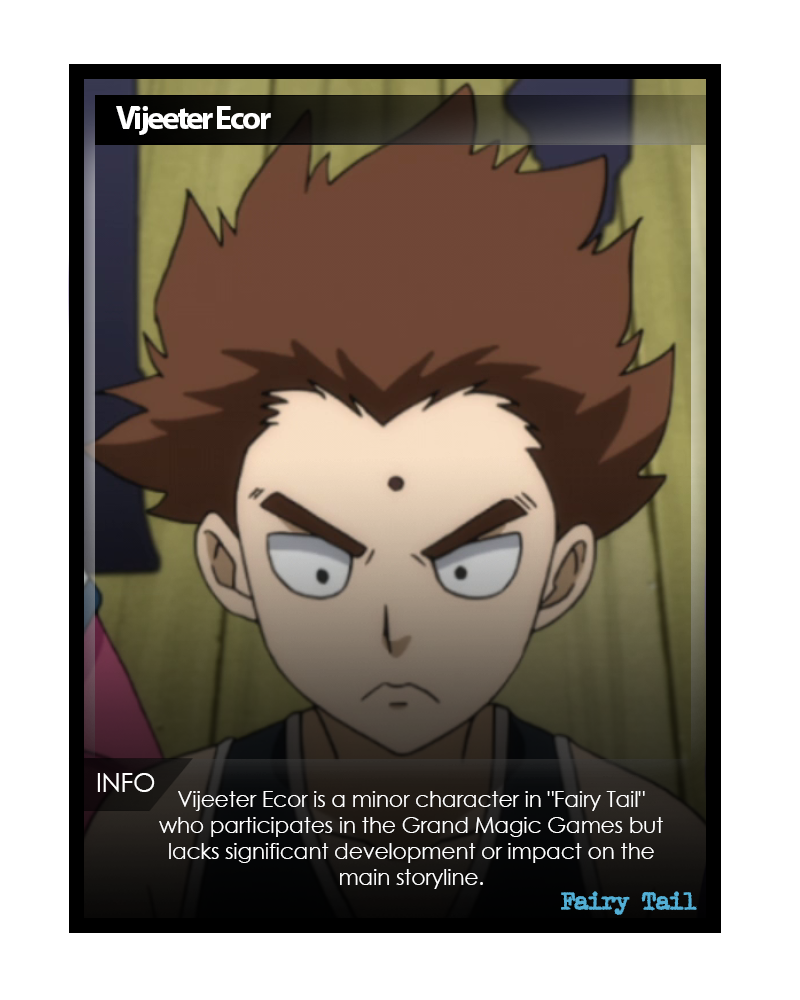 Vijeeter Ecor
INFO
Vijeeter Ecor is a minor character in "Fairy Tail"
who participates in the Grand Magic Games but
lacks significant development or impact on the
main storyline.
Fairy Tail